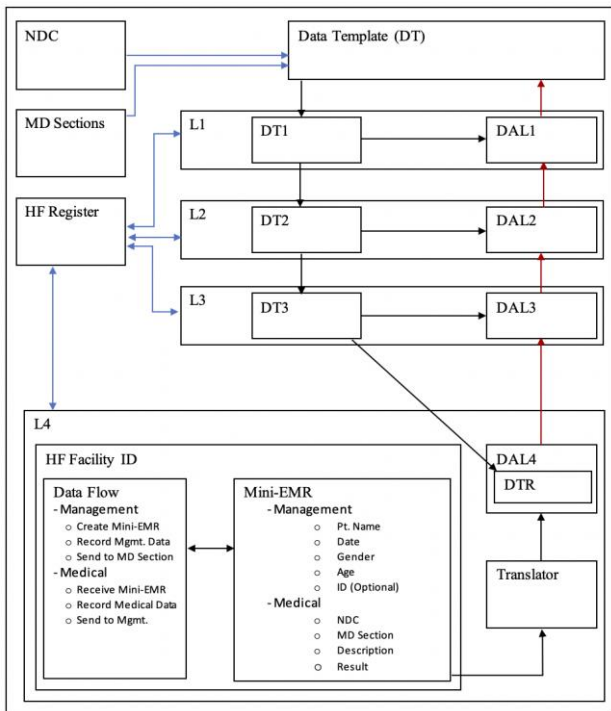 NDC
Data Template (DT)
MD Sections
L1
DT1
DAL1
HF Register
L2
DT2
DAL2
L3
DT3
DAL3
L4
HF Facility ID
Data Flow
- Management
o Create Mini-EMR
o Record Mgmt. Data
o Send to MD Section
- Medical
o Receive Mini-EMR
o Record Medical Data
o Send to Mgmt.
Mini-EMR
- Management
o Pt. Name
o Date
o Gender
o Age
o ID (Optional)
- Medical
o NDC
o MD Section
o Description
o Result
DAL4
DTR
Translator